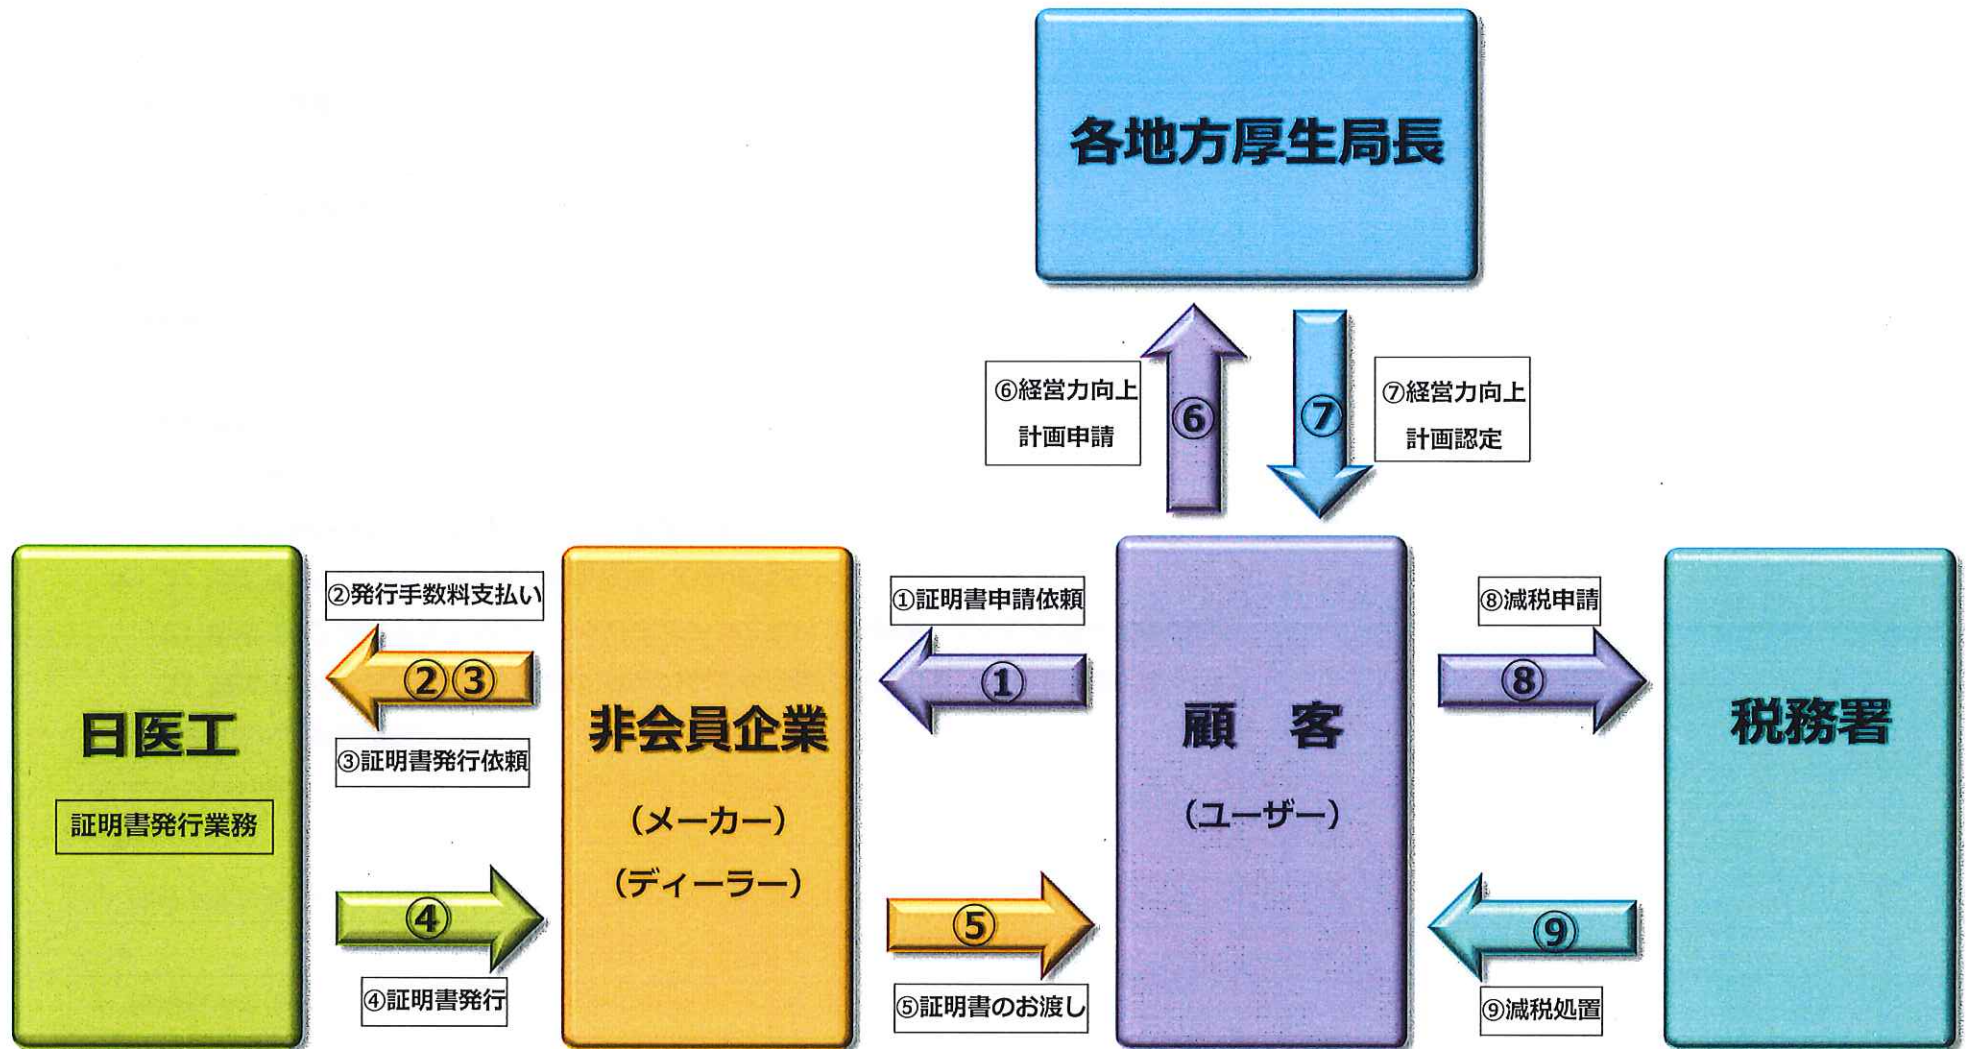 各地方厚生局長
⑥経営力向上
計画申請
⑥
⑦
⑦経営力向上
計画認定
日医工
証明書発行業務
②発行手数料支払い
②③
③証明書発行依頼
④
④証明書発行
非会員企業
（メーカー）
（ディーラー）
①証明書申請依頼
①
⑤
⑤証明書のお渡し
顧　客
（ユーザー）
⑧減税申請
⑧
⑨
⑨減税処置
税務署